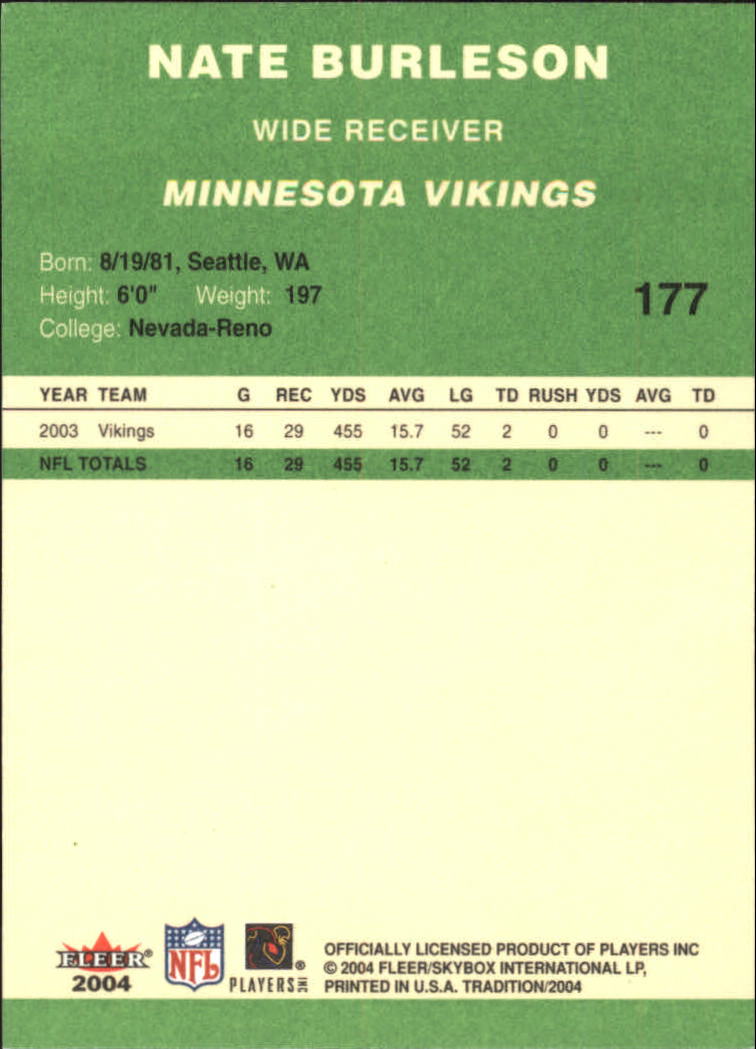 NATE BURLESON
WIDE RECEIVER
MINNESOTA VIKINGS
Born: 8/19/81, Seattle, WA
Height: 6'0" Weight: 197
177
College: Nevada-Reno
YEAR TEAM G REC YDS AVG LG TD RUSH YDS AVG TD
2003 Vikings 16 29 455 15.7 52 2 0 0 --- 0
NFL TOTALS 16 29 455 15.7 52 2 0 0 --- 0
FLEER®
2004
NFL
PLAYERS INC ®
OFFICIALLY LICENSED PRODUCT OF PLAYERS INC
© 2004 FLEER/SKYBOX INTERNATIONAL LP,
PRINTED IN U.S.A. TRADITION/2004